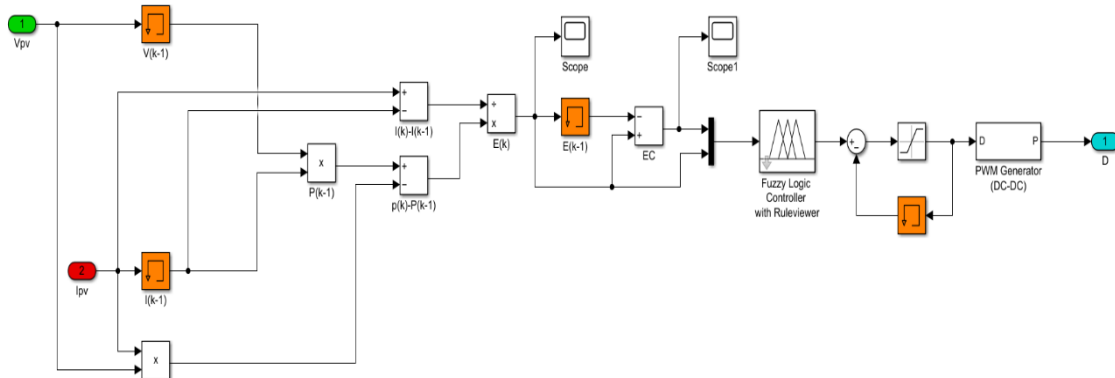 1
Vpv
V(k-1)
+
−
I(k)-I(k-1)
x
P(k-1)
+
−
p(k)-P(k-1)
2
Ipv
I(k-1)
x
+
x
E(k)
Scope
E(k-1)
−
+
EC
Scope1
Fuzzy Logic
Controller
with Ruleviewer
+
−
D P
PWM Generator
(DC-DC)
1
D